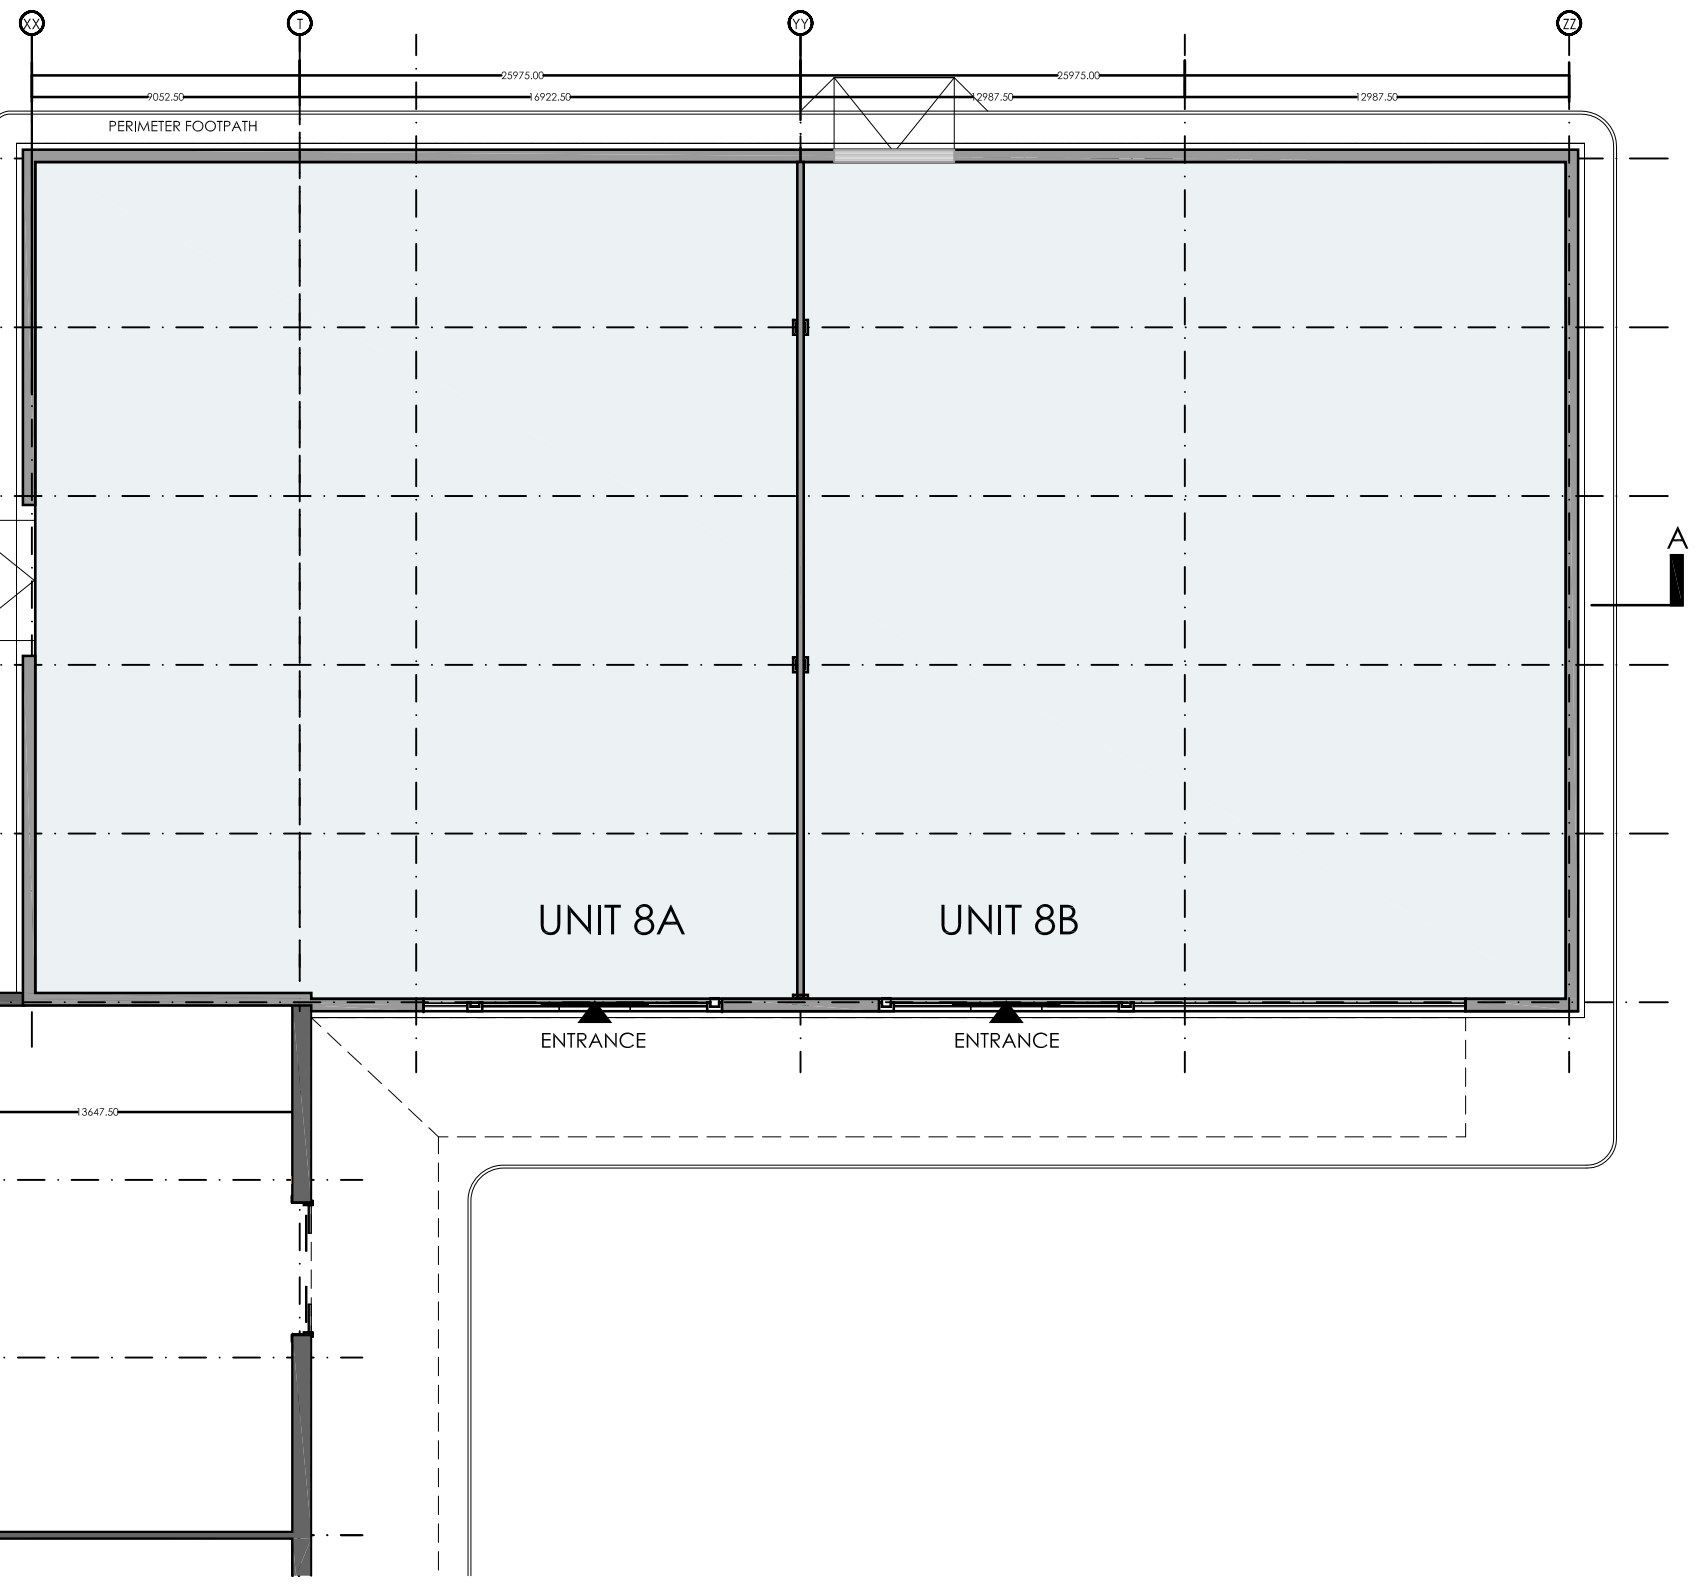 XX T YY ZZ
25975.00 25975.00
9052.50 16922.50 12987.50 12987.50
PERIMETER FOOTPATH
A
UNIT 8A UNIT 8B
ENTRANCE ENTRANCE
13647.50